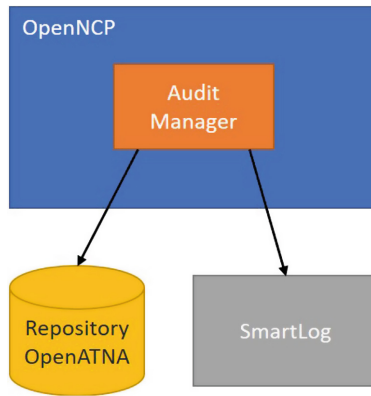 OpenNCP
Audit
Manager
Repository
OpenATNA
SmartLog